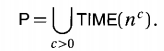 P = ⋃_{c>0} TIME(n^c).